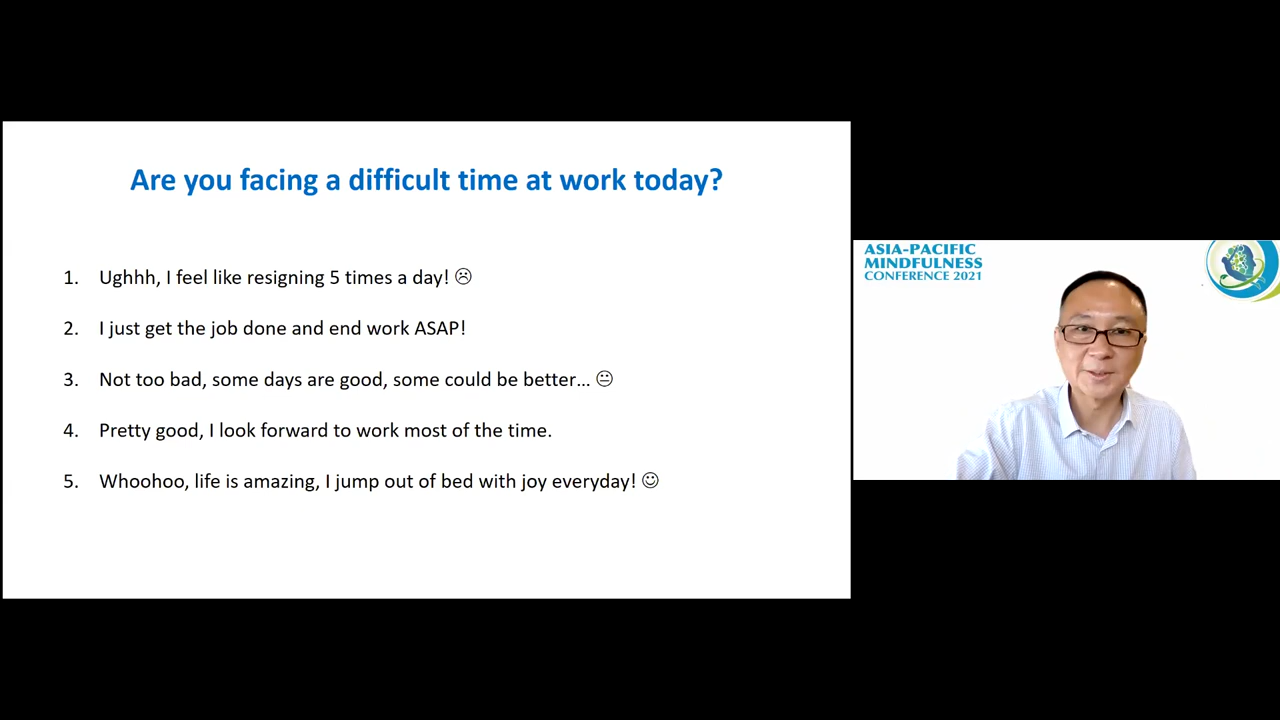 Are you facing a difficult time at work today?
1. Ughhh, I feel like resigning 5 times a day! ☹
2. I just get the job done and end work ASAP!
3. Not too bad, some days are good, some could be better... 😐
4. Pretty good, I look forward to work most of the time.
5. Whoohoo, life is amazing, I jump out of bed with joy everyday! ☺
ASIA-PACIFIC
MINDFULNESS
CONFERENCE 2021